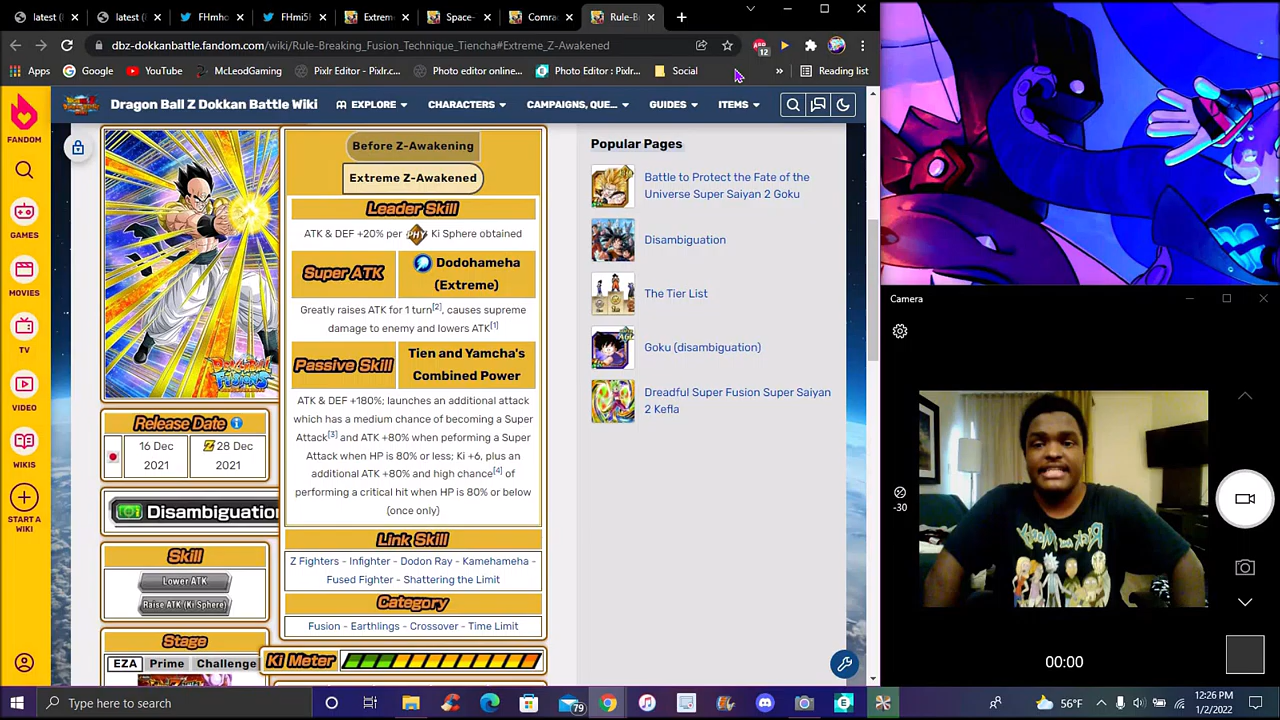 latest (
latest (
FHmho
FHmi5
Extrem
Space-
Comra
Rule-B
dbz-dokkanbattle.fandom.com/wiki/Rule-Breaking_Fusion_Technique_Tiencha#Extreme_Z-Awakened
12
Apps Google YouTube McLeodGaming Pixlr Editor - Pixlr.c... Photo editor online... Photo Editor : Pixlr... Social » Reading list
FANDOM
GAMES
MOVIES
TV
VIDEO
WIKIS
START A
WIKI
Dragon Ball Z Dokkan Battle Wiki EXPLORE CHARACTERS CAMPAIGNS, QUE... GUIDES ITEMS
Release Date
16 Dec
2021
28 Dec
2021
Disambiguation
Skill
Lower ATK
Raise ATK (Ki Sphere)
Stage
EZA Prime Challenge
Before Z-Awakening
Extreme Z-Awakened
Leader Skill
ATK & DEF +20% per PHY Ki Sphere obtained
Super ATK
Dodohameha
(Extreme)
Greatly raises ATK for 1 turn[2], causes supreme
damage to enemy and lowers ATK[1]
Passive Skill
Tien and Yamcha's
Combined Power
ATK & DEF +180%; launches an additional attack
which has a medium chance of becoming a Super
Attack[3] and ATK +80% when peforming a Super
Attack when HP is 80% or less; Ki +6, plus an
additional ATK +80% and high chance[4] of
performing a critical hit when HP is 80% or below
(once only)
Link Skill
Z Fighters - Infighter - Dodon Ray - Kamehameha -
Fused Fighter - Shattering the Limit
Category
Fusion - Earthlings - Crossover - Time Limit
Ki Meter
Popular Pages
Battle to Protect the Fate of the
Universe Super Saiyan 2 Goku
Disambiguation
The Tier List
Goku (disambiguation)
Dreadful Super Fusion Super Saiyan
2 Kefla
Camera
-30
00:00
Type here to search
79
56°F
12:26 PM
1/2/2022